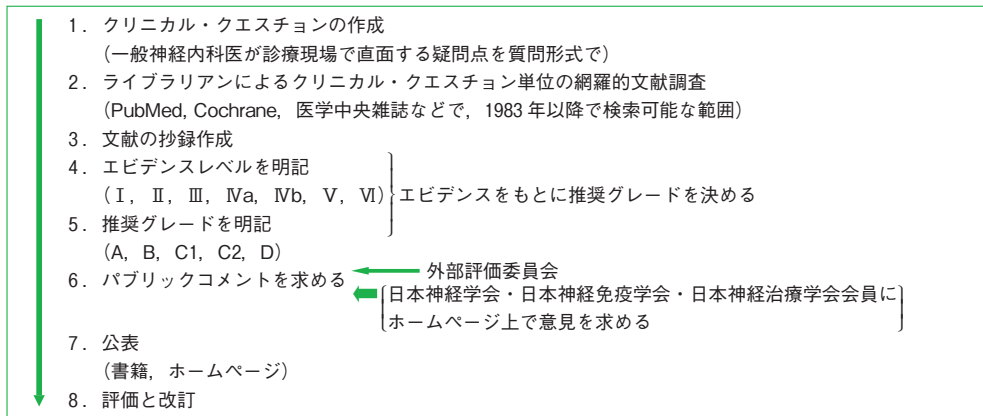 1. クリニカル・クエスチョンの作成
(一般神経内科医が診療現場で直面する疑問点を質問形式で)
2. ライブラリアンによるクリニカル・クエスチョン単位の網羅的文献調査
(PubMed, Cochrane, 医学中央雑誌などで, 1983年以降で検索可能な範囲)
3. 文献の抄録作成
4. エビデンスレベルを明記
(Ⅰ, Ⅱ, Ⅲ, Ⅳa, Ⅳb, Ⅴ, Ⅵ)
エビデンスをもとに推奨グレードを決める
5. 推奨グレードを明記
(A, B, C1, C2, D)
6. パブリックコメントを求める
外部評価委員会
日本神経学会・日本神経免疫学会・日本神経治療学会会員に
ホームページ上で意見を求める
7. 公表
(書籍, ホームページ)
8. 評価と改訂